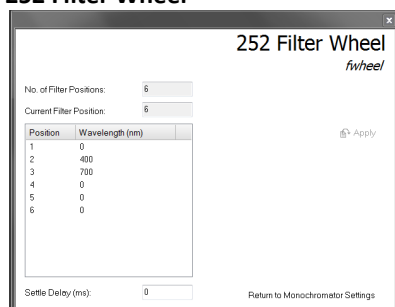 252 Filter Wheel
x
252 Filter Wheel
fwheel
No. of Filter Positions: 6
Current Filter Position: 6
Position Wavelength (nm)
Apply
1 0
2 400
3 700
4 0
5 0
6 0
Settle Delay (ms): 0
Return to Monochromator Settings